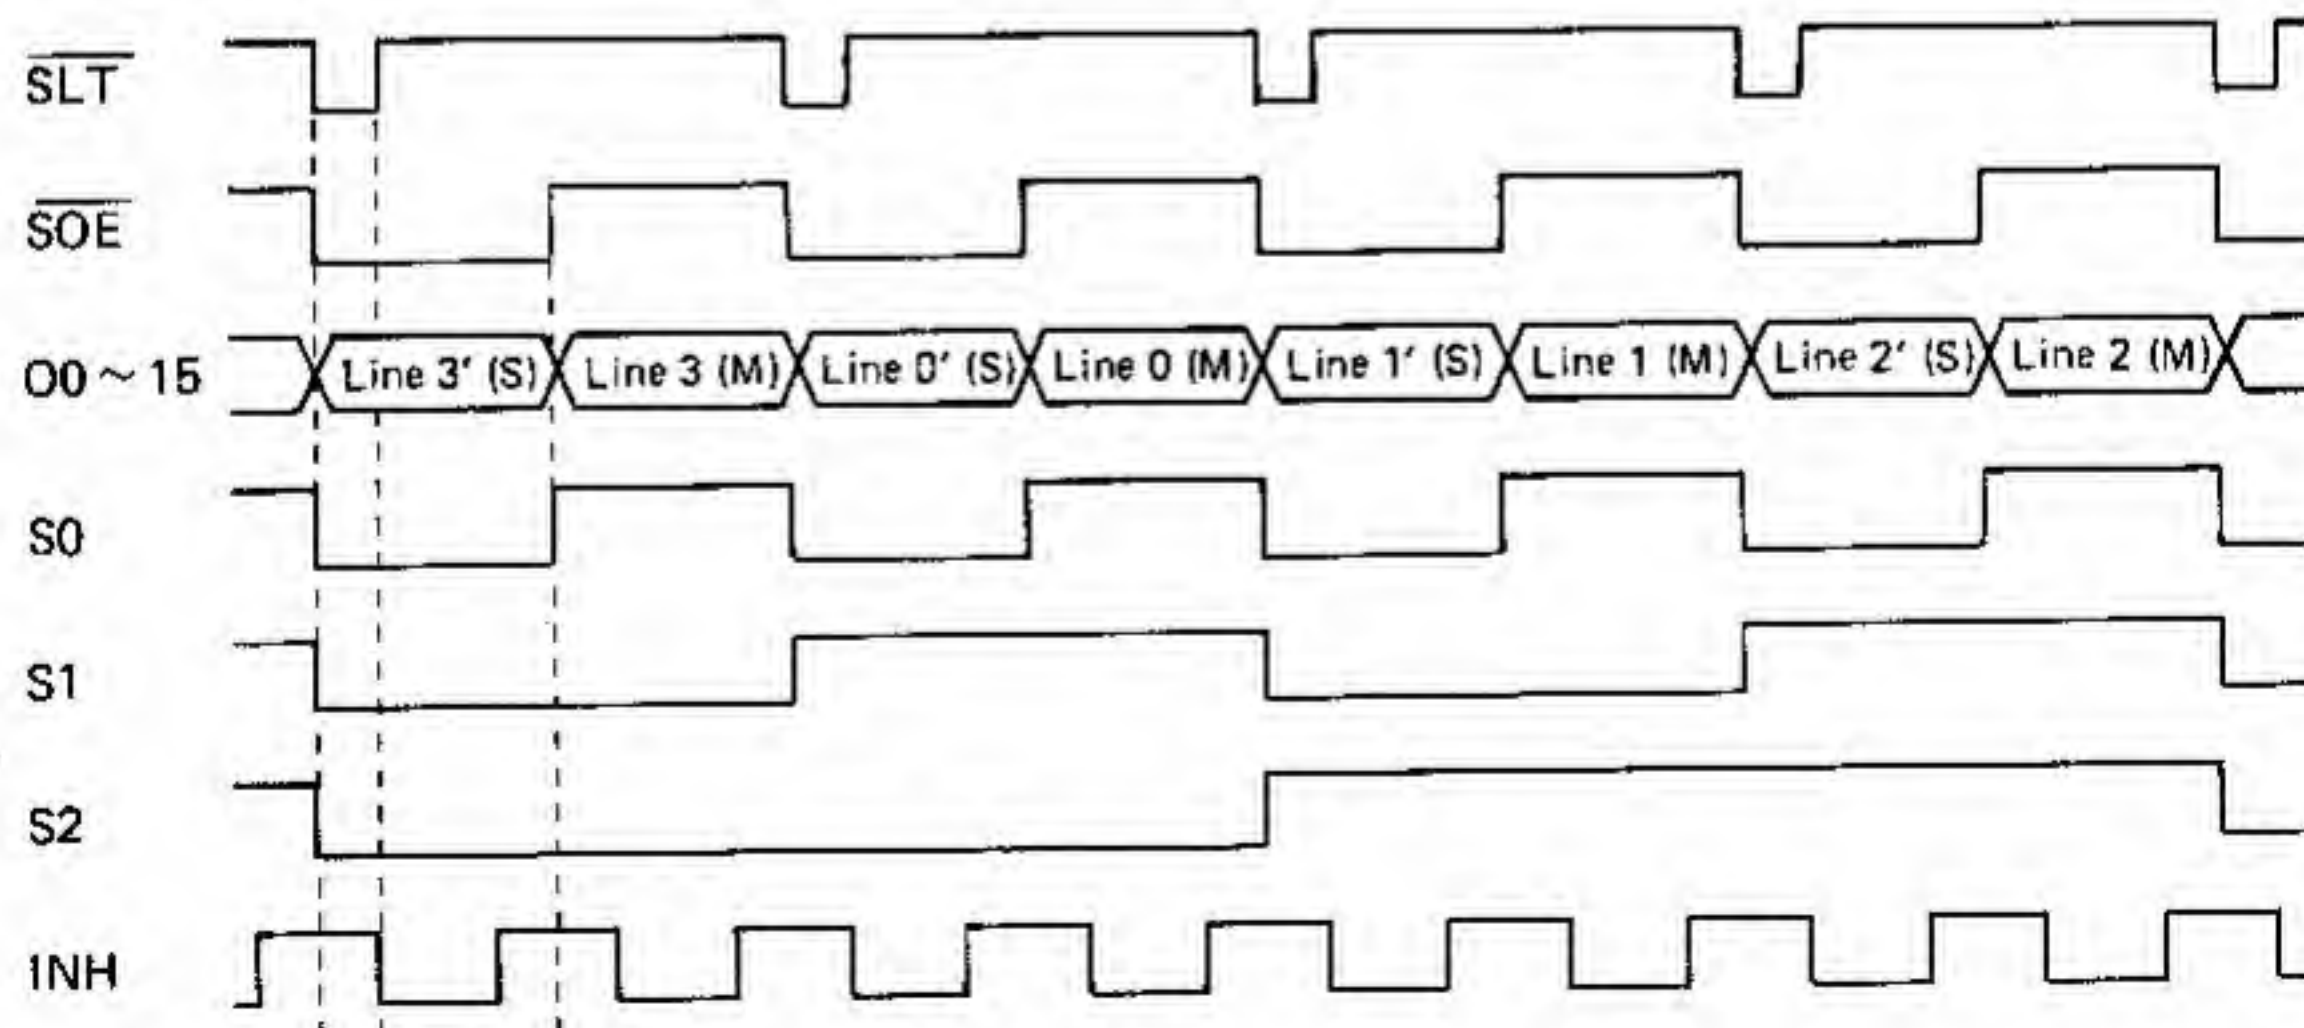 SLT
SOE
O0 ~ 15
Line 3' (S) Line 3 (M) Line 0' (S) Line 0 (M) Line 1' (S) Line 1 (M) Line 2' (S) Line 2 (M)
S0
S1
S2
INH